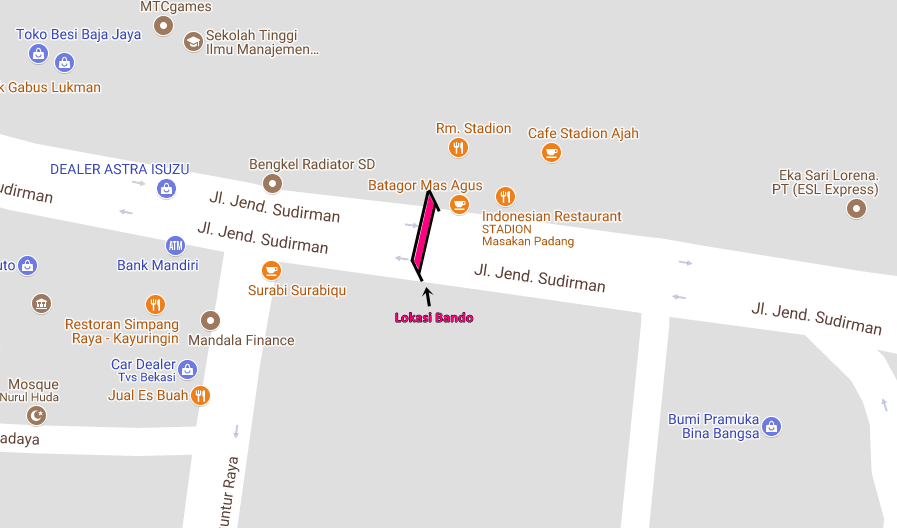 MTCgames
Toko Besi Baja Jaya
Sekolah Tinggi
Ilmu Manajemen...
k Gabus Lukman
Rm. Stadion
Cafe Stadion Ajah
DEALER ASTRA ISUZU
Bengkel Radiator SD
Batagor Mas Agus
Eka Sari Lorena.
PT (ESL Express)
udirman
Jl. Jend. Sudirman
Indonesian Restaurant
STADION
Masakan Padang
Jl. Jend. Sudirman
ATM
Bank Mandiri
uto
Surabi Surabiqu
Jl. Jend. Sudirman
Lokasi Bando
Jl. Jend. Sudirman
Restoran Simpang
Raya - Kayuringin
Mandala Finance
Car Dealer
Tvs Bekasi
Mosque
Nurul Huda
Jual Es Buah
Bumi Pramuka
Bina Bangsa
adaya
untur Raya